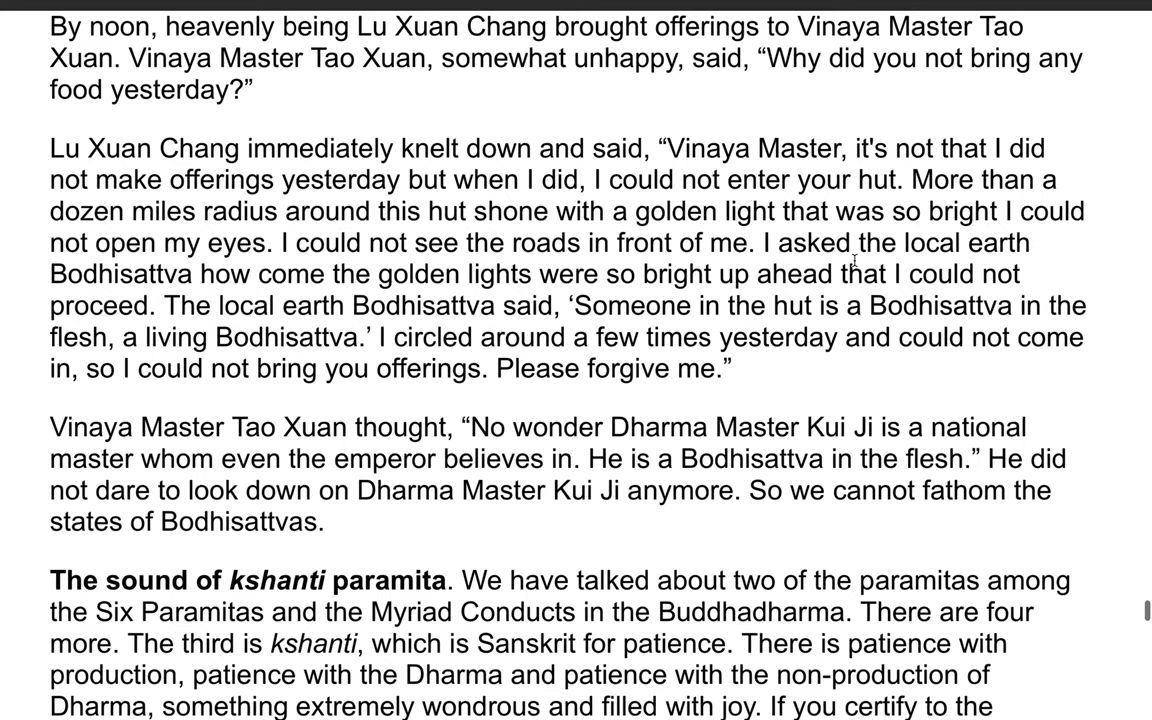 By noon, heavenly being Lu Xuan Chang brought offerings to Vinaya Master Tao
Xuan. Vinaya Master Tao Xuan, somewhat unhappy, said, “Why did you not bring any
food yesterday?”
Lu Xuan Chang immediately knelt down and said, “Vinaya Master, it's not that I did
not make offerings yesterday but when I did, I could not enter your hut. More than a
dozen miles radius around this hut shone with a golden light that was so bright I could
not open my eyes. I could not see the roads in front of me. I asked the local earth
Bodhisattva how come the golden lights were so bright up ahead that I could not
proceed. The local earth Bodhisattva said, ‘Someone in the hut is a Bodhisattva in the
flesh, a living Bodhisattva.’ I circled around a few times yesterday and could not come
in, so I could not bring you offerings. Please forgive me.”
Vinaya Master Tao Xuan thought, “No wonder Dharma Master Kui Ji is a national
master whom even the emperor believes in. He is a Bodhisattva in the flesh.” He did
not dare to look down on Dharma Master Kui Ji anymore. So we cannot fathom the
states of Bodhisattvas.
The sound of kshanti paramita. We have talked about two of the paramitas among
the Six Paramitas and the Myriad Conducts in the Buddhadharma. There are four
more. The third is kshanti, which is Sanskrit for patience. There is patience with
production, patience with the Dharma and patience with the non-production of
Dharma, something extremely wondrous and filled with joy. If you certify to the